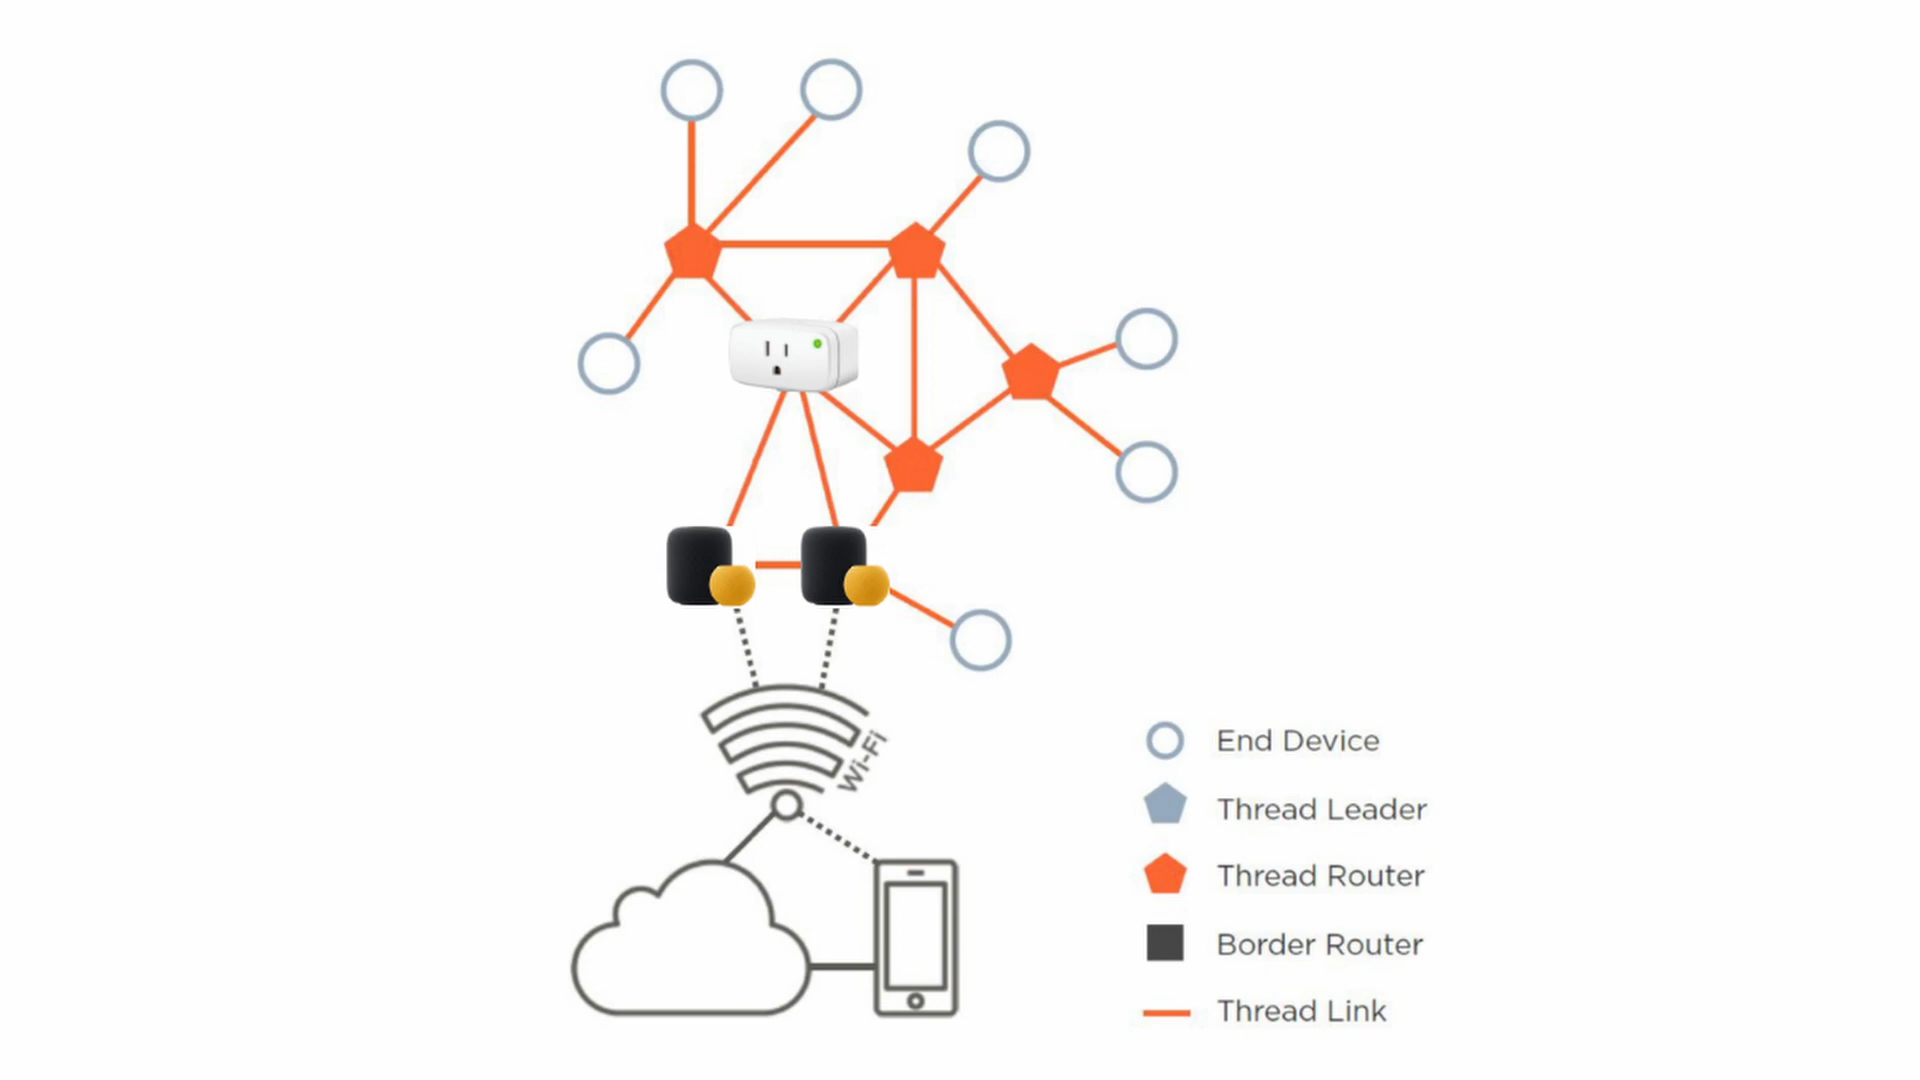 Wi-Fi
End Device
Thread Leader
Thread Router
Border Router
Thread Link